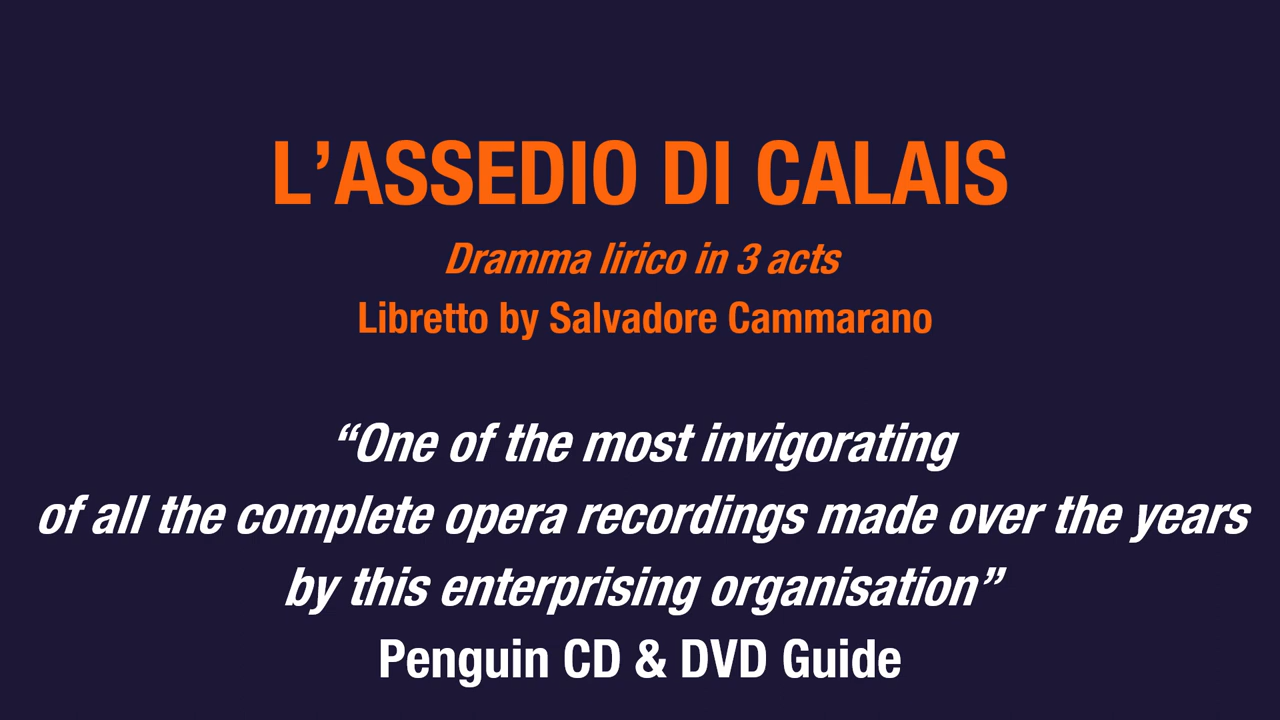 L’ASSEDIO DI CALAIS
Dramma lirico in 3 acts
Libretto by Salvadore Cammarano
“One of the most invigorating
of all the complete opera recordings made over the years
by this enterprising organisation”
Penguin CD & DVD Guide